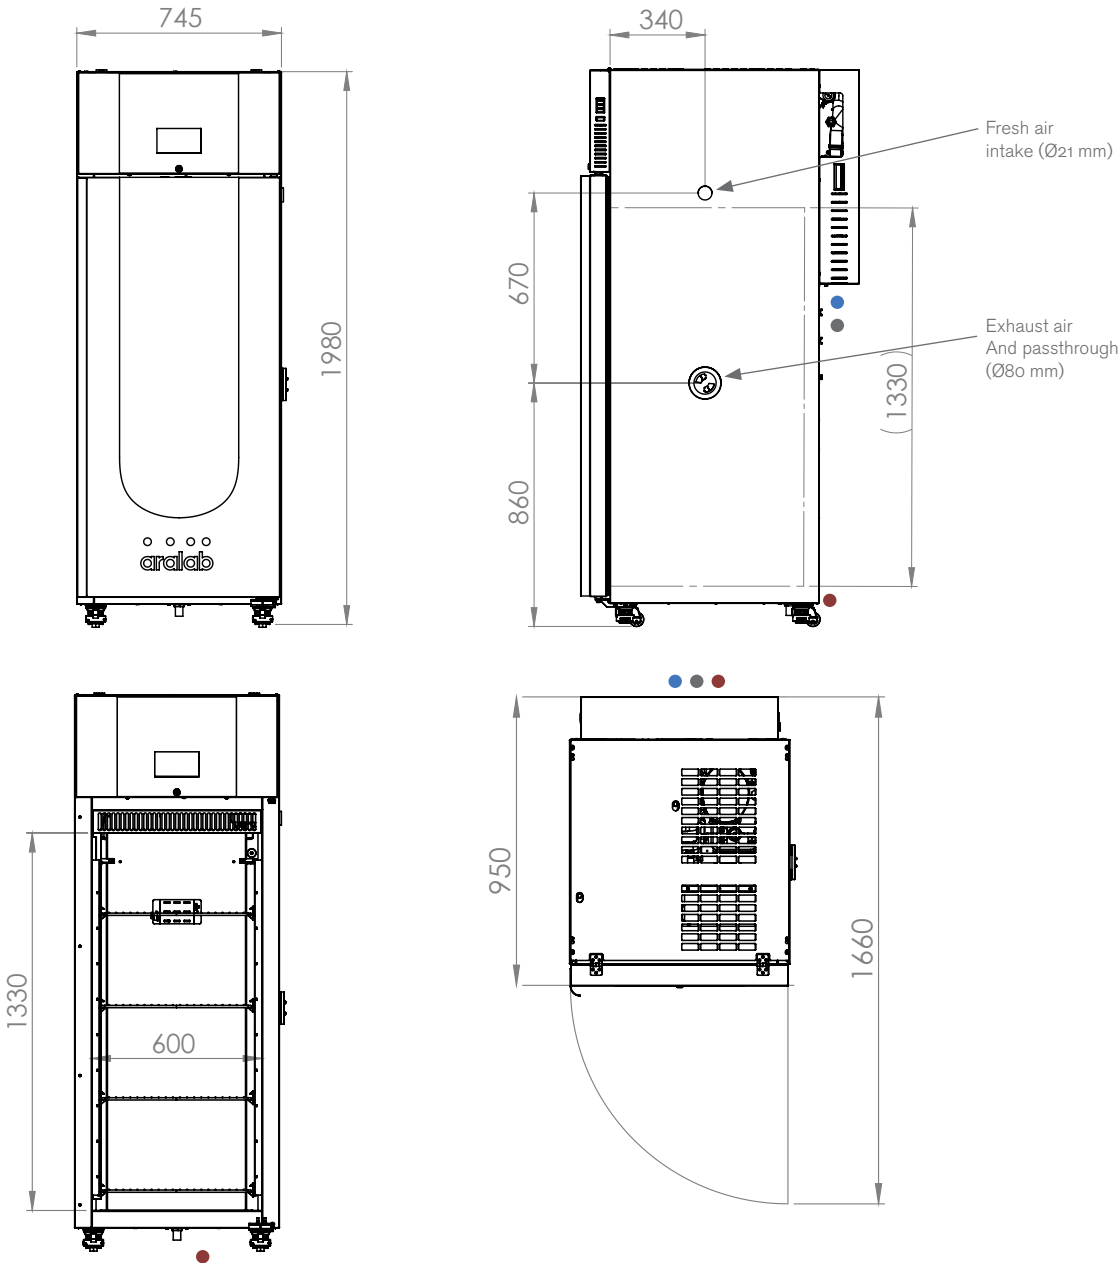 745
340
Fresh air
intake (Ø21 mm)
670
1980
Exhaust air
And passthrough
(Ø80 mm)
(1330)
860
aralab
950
1660
1330
600